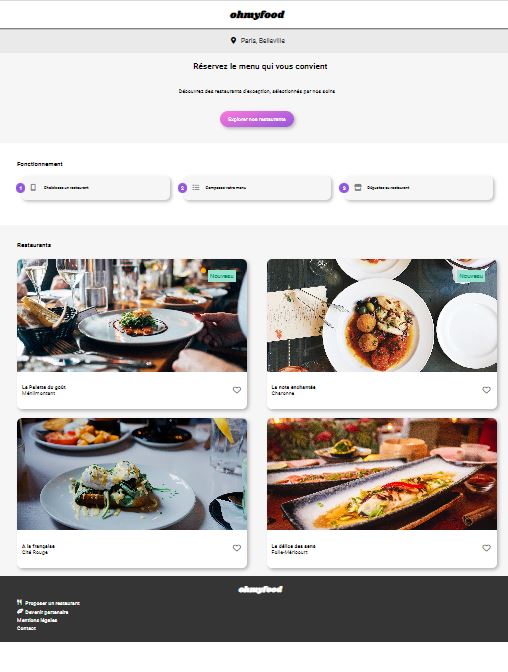 ohmyfood
Paris, Belleville
Réservez le menu qui vous convient
Découvrez des restaurants d'exception, sélectionnés par nos soins
Explorer nos restaurants
Fonctionnement
1 Choisissez un restaurant
2 Composez votre menu
3 Dégustez au restaurant
Restaurants
Nouveau
Nouveau
La Palette du goût
Ménilmontant
La note enchantée
Charonne
A la française
Cité Rouge
Le délice des sens
Folie-Méricourt
ohmyfood
Proposer un restaurant
Devenir partenaire
Mentions légales
Contact